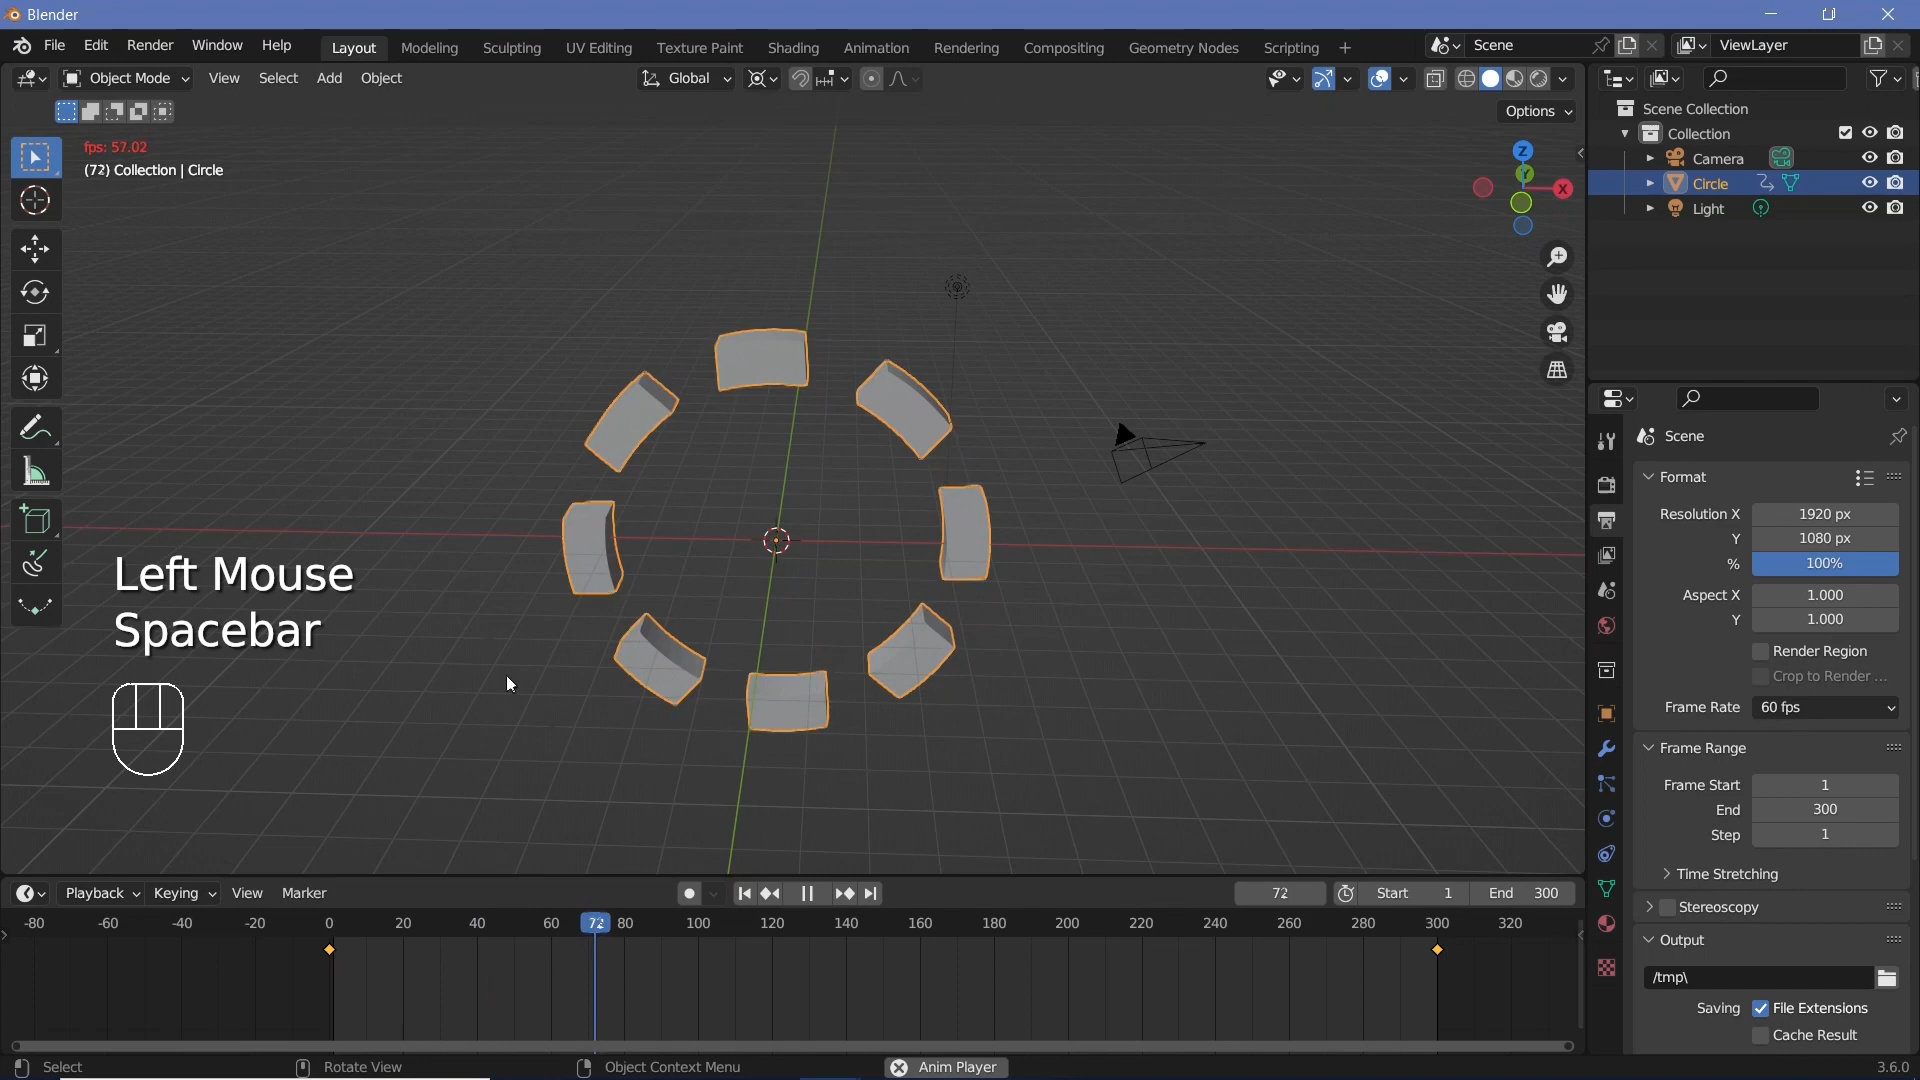 Blender
File Edit Render Window Help Layout Modeling Sculpting UV Editing Texture Paint Shading Animation Rendering Compositing Geometry Nodes Scripting + Scene ViewLayer
Object Mode View Select Add Object Global
Options
Scene Collection
Collection
Camera
Circle
Light
fps: 57.02
(72) Collection | Circle
Z
Y
X
Left Mouse
Spacebar
Scene
Format
Resolution X 1920 px
Y 1080 px
% 100%
Aspect X 1.000
Y 1.000
Render Region
Crop to Render ...
Frame Rate 60 fps
Frame Range
Frame Start 1
End 300
Step 1
Time Stretching
Stereoscopy
Output
/tmp\
Saving File Extensions
Cache Result
Playback Keying View Marker 72 Start 1 End 300
-80 -60 -40 -20 0 20 40 60 72 80 100 120 140 160 180 200 220 240 260 280 300 320
Select Rotate View Object Context Menu Anim Player 3.6.0